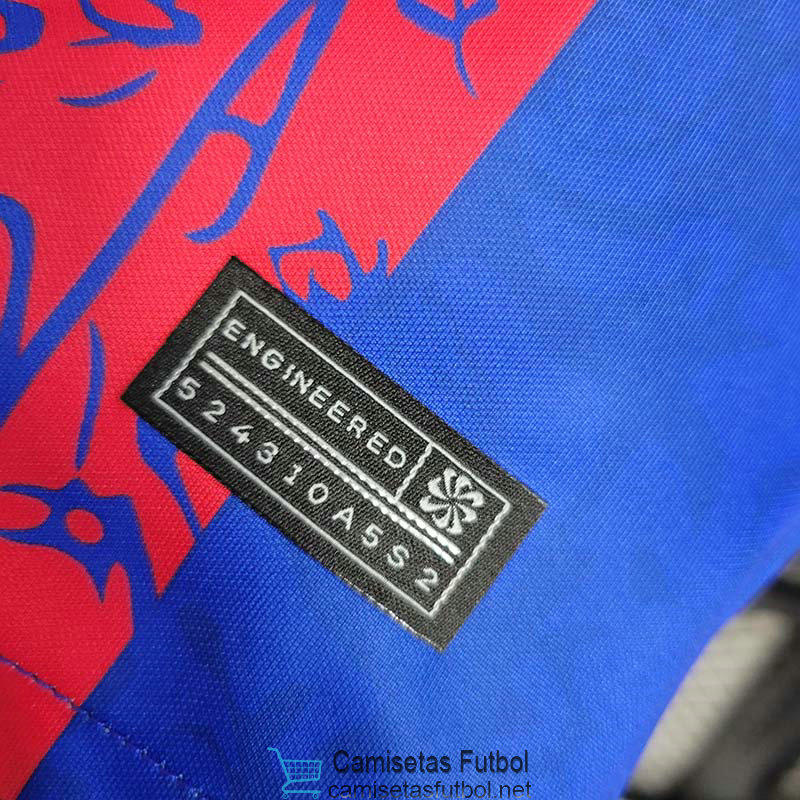 ENGINEERED
524310A5S2
Camisetas Futbol
camisetasfutbol.net